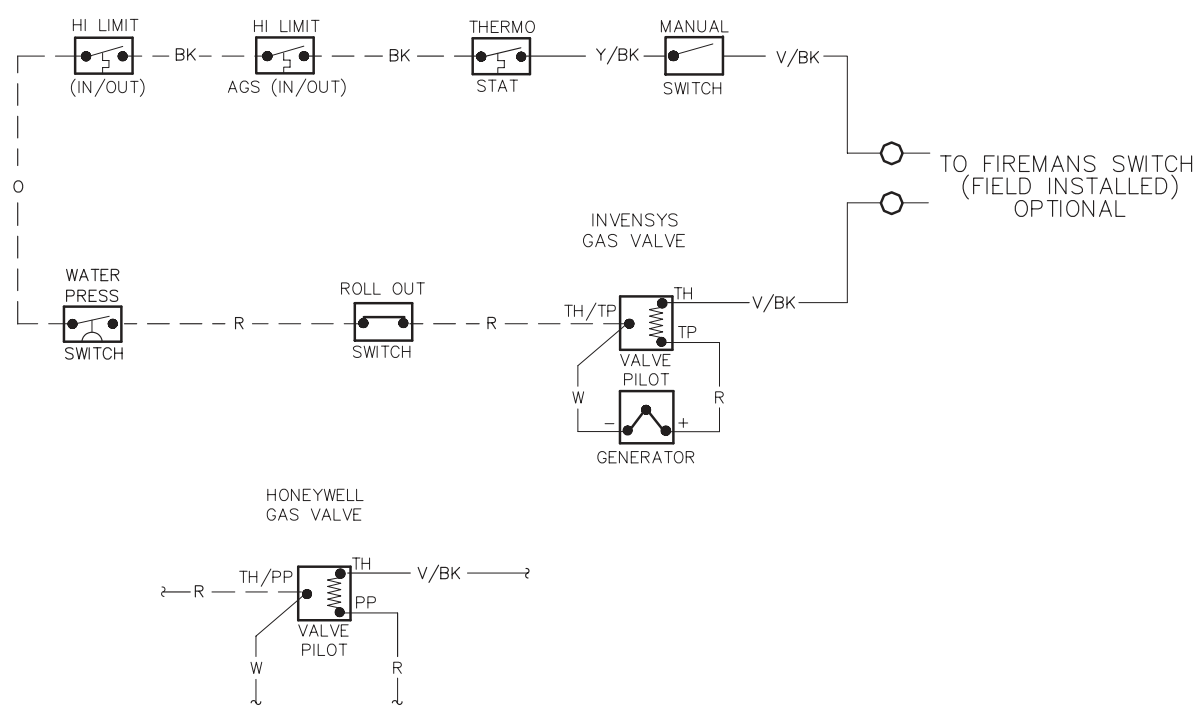 HI LIMIT
(IN/OUT)
BK
HI LIMIT
AGS (IN/OUT)
BK
THERMO
STAT
Y/BK
MANUAL
SWITCH
V/BK
TO FIREMANS SWITCH
(FIELD INSTALLED)
OPTIONAL
O
WATER
PRESS
SWITCH
R
ROLL OUT
SWITCH
R
INVENSYS
GAS VALVE
TH/TP
TH
TP
V/BK
VALVE
PILOT
W
R
- +
GENERATOR
HONEYWELL
GAS VALVE
R
TH/PP
TH
PP
V/BK
VALVE
PILOT
W
R